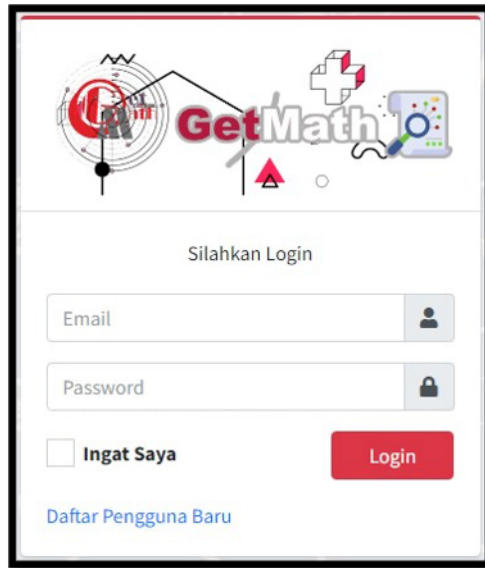 GetMath
Silahkan Login
Email
Password
Ingat Saya
Login
Daftar Pengguna Baru